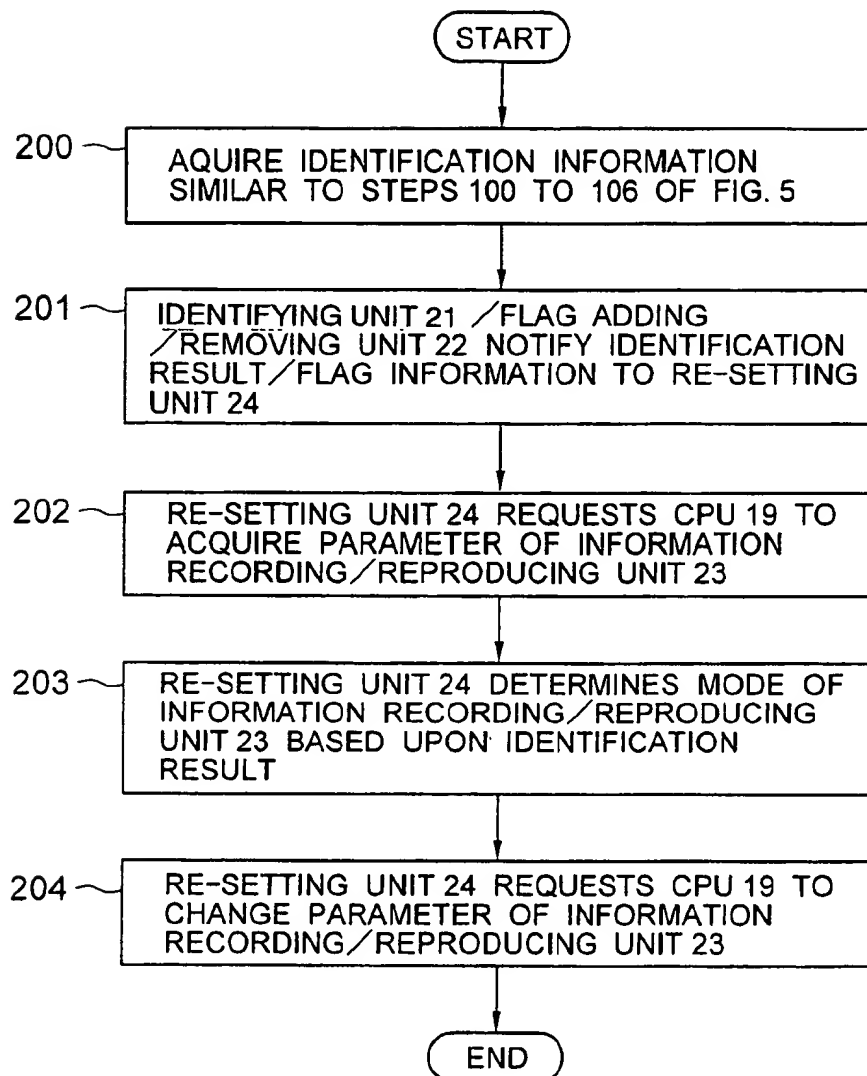 START
200
AQUIRE IDENTIFICATION INFORMATION
SIMILAR TO STEPS 100 TO 106 OF FIG. 5
201
IDENTIFYING UNIT 21 /FLAG ADDING
/REMOVING UNIT 22 NOTIFY IDENTIFICATION
RESULT/FLAG INFORMATION TO RE-SETTING
UNIT 24
202
RE-SETTING UNIT 24 REQUESTS CPU 19 TO
ACQUIRE PARAMETER OF INFORMATION
RECORDING/REPRODUCING UNIT 23
203
RE-SETTING UNIT 24 DETERMINES MODE OF
INFORMATION RECORDING/REPRODUCING
UNIT 23 BASED UPON IDENTIFICATION
RESULT
204
RE-SETTING UNIT 24 REQUESTS CPU 19 TO
CHANGE PARAMETER OF INFORMATION
RECORDING/REPRODUCING UNIT 23
END